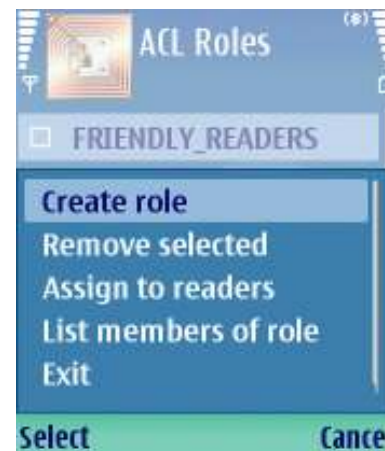 ACL Roles
FRIENDLY_READERS
Create role
Remove selected
Assign to readers
List members of role
Exit
Select Cance